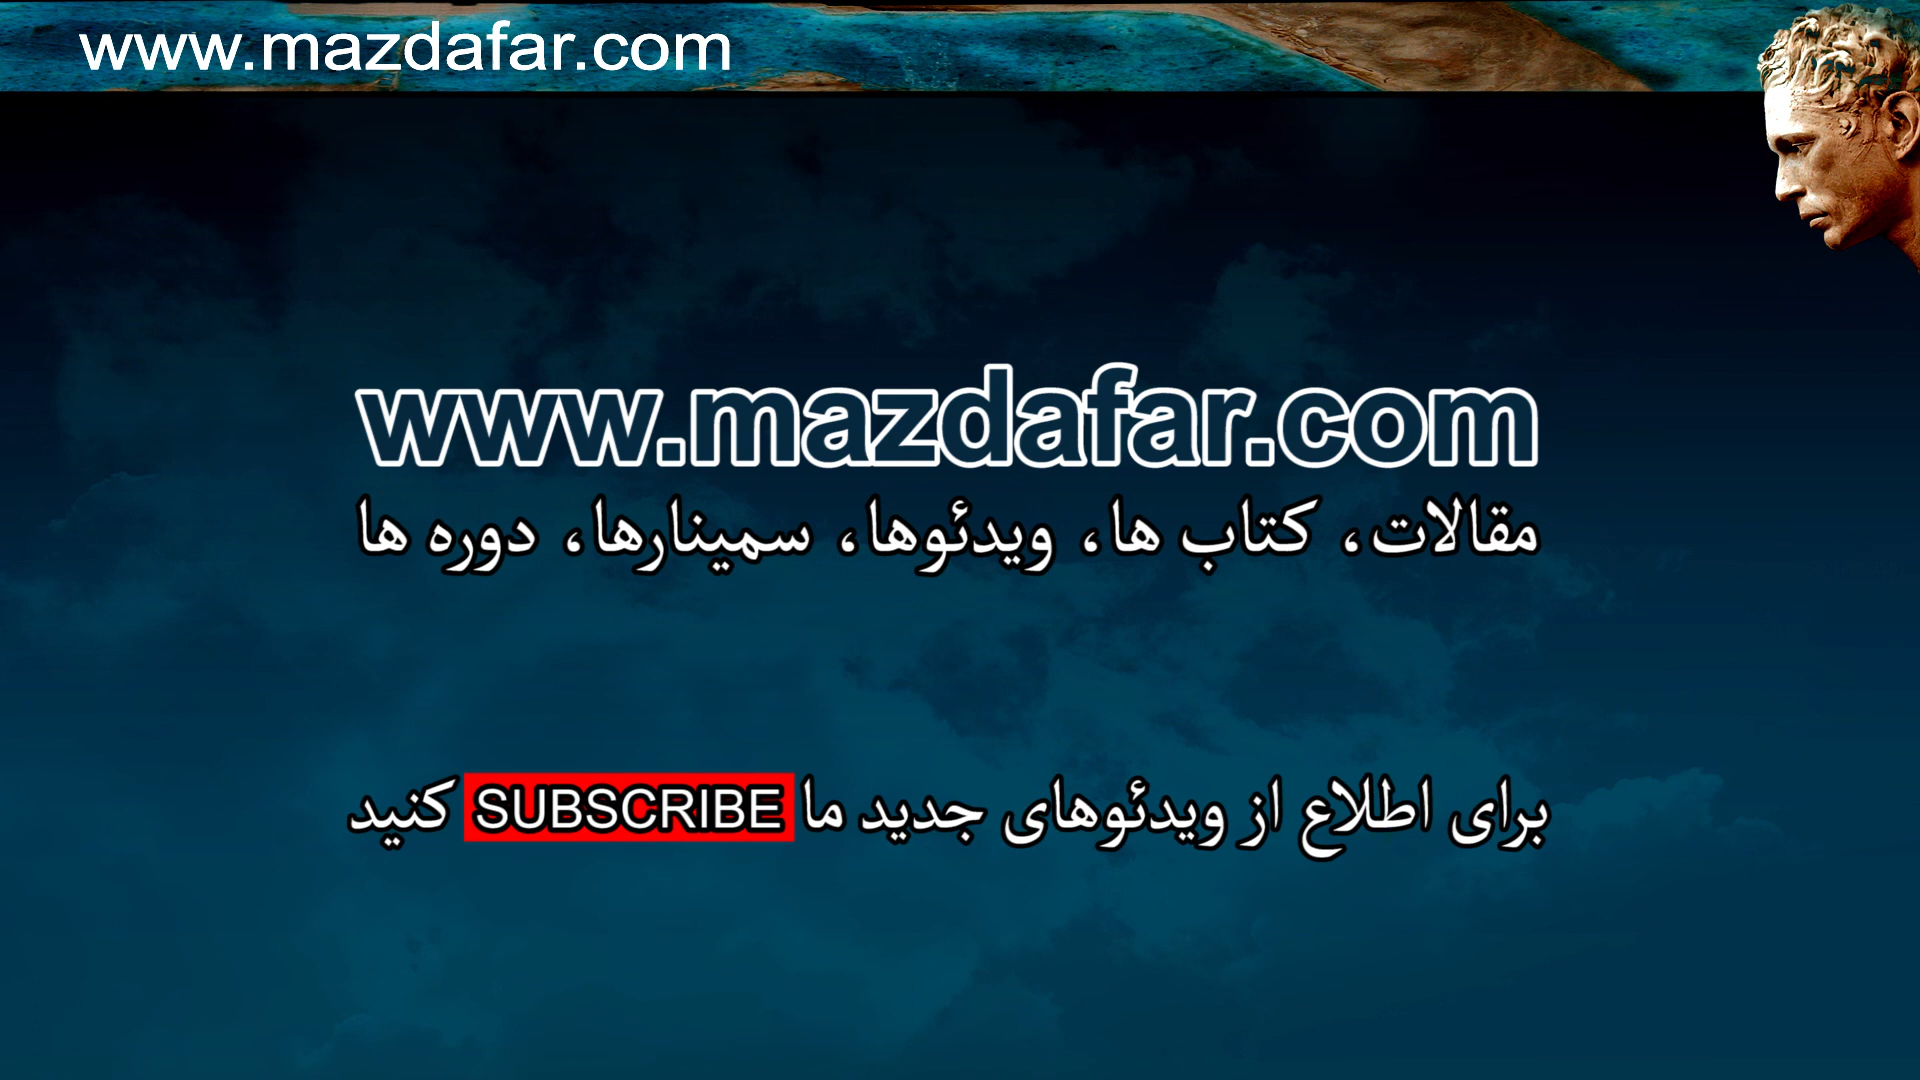 www.mazdafar.com
www.mazdafar.com
مقالات، کتاب ها، ویدئوها، سمینارها، دوره ها
برای اطلاع از ویدئوهای جدید ما SUBSCRIBE کنید